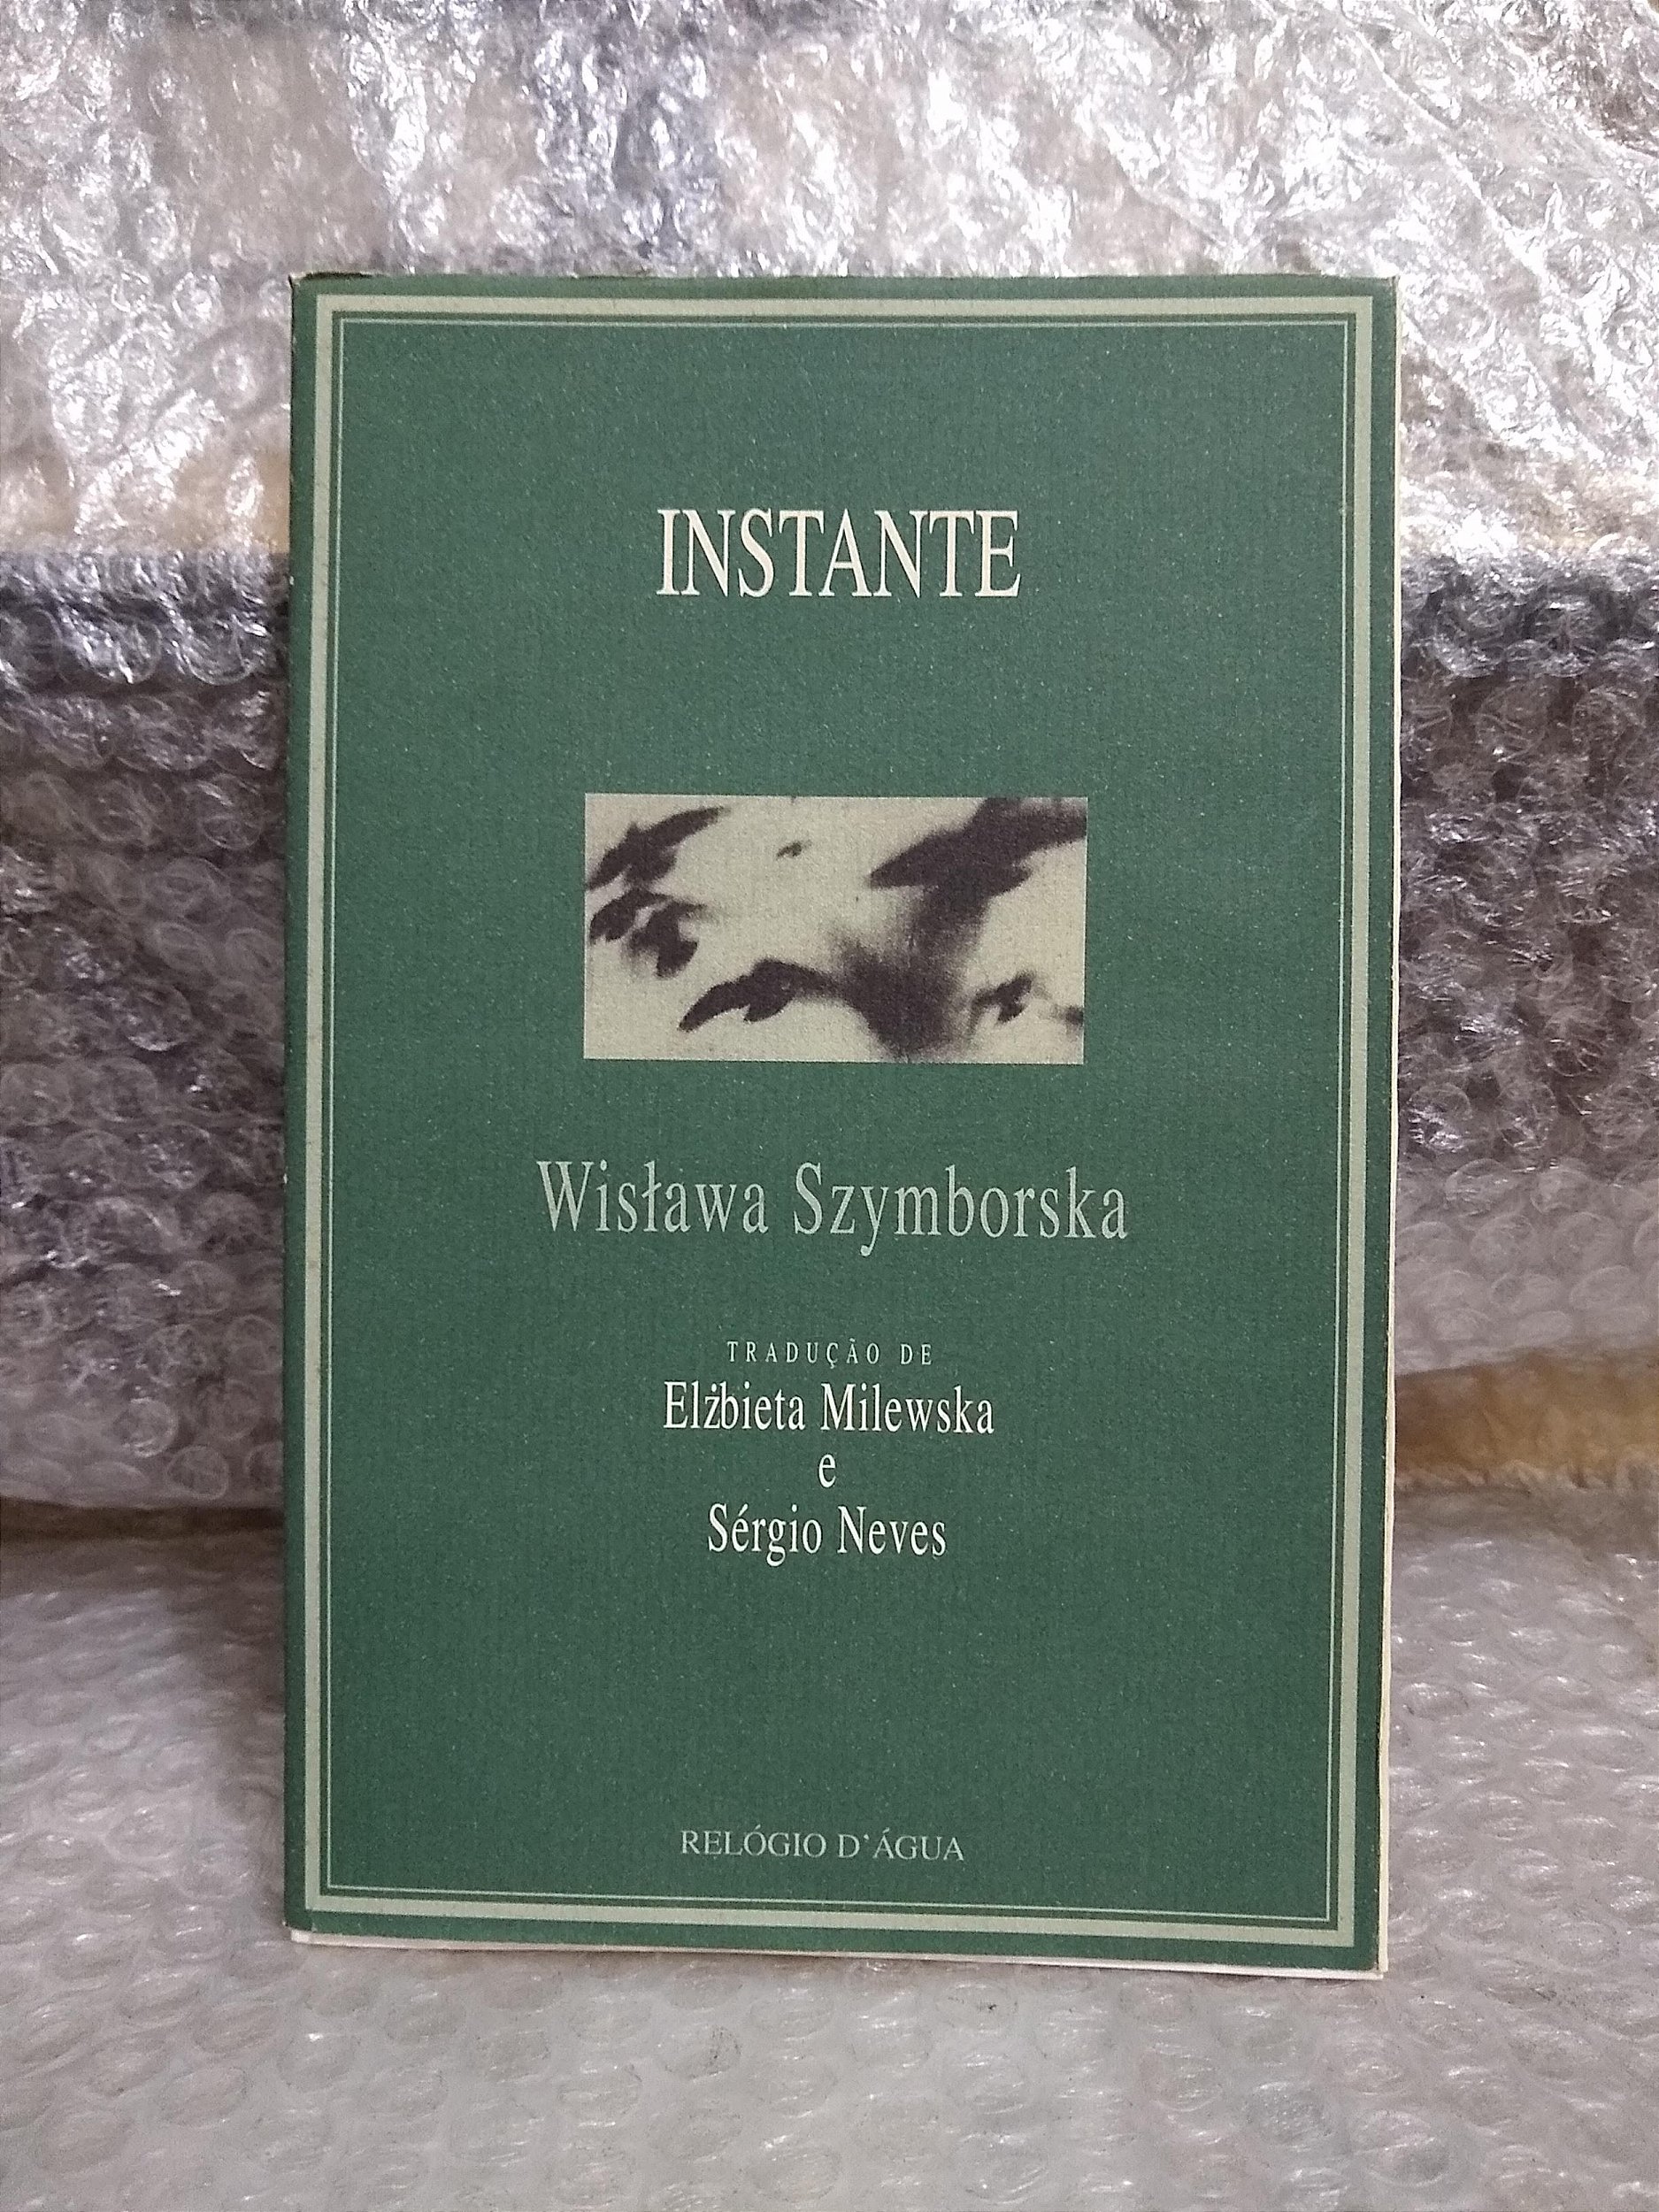 INSTANTE
Wisława Szymborska
TRADUÇÃO DE
Elżbieta Milewska
e
Sérgio Neves
RELÓGIO D'ÁGUA